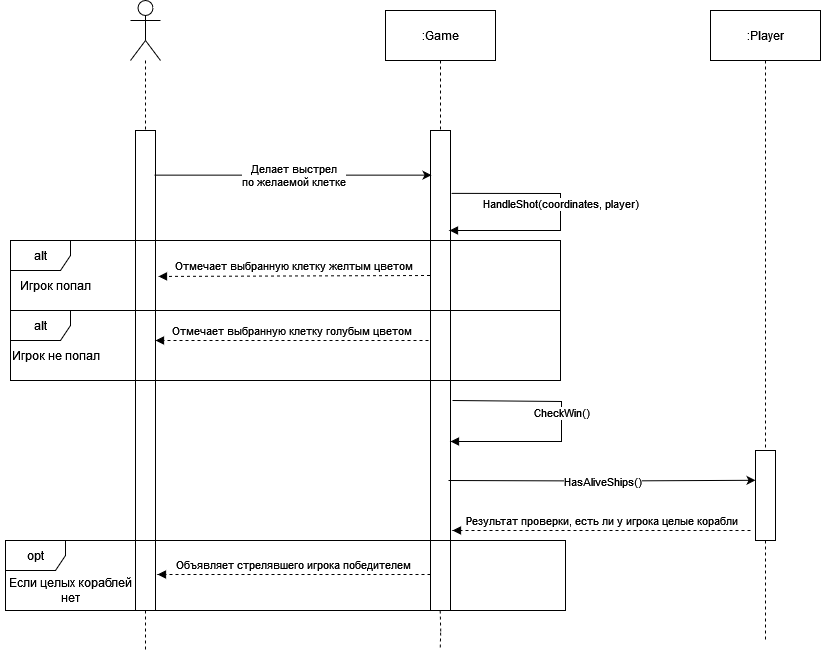 :Game
:Player
Делает выстрел
по желаемой клетке
HandleShot(coordinates, player)
alt
Отмечает выбранную клетку желтым цветом
Игрок попал
alt
Отмечает выбранную клетку голубым цветом
Игрок не попал
CheckWin()
HasAliveShips()
Результат проверки, есть ли у игрока целые корабли
opt
Объявляет стрелявшего игрока победителем
Если целых кораблей
нет